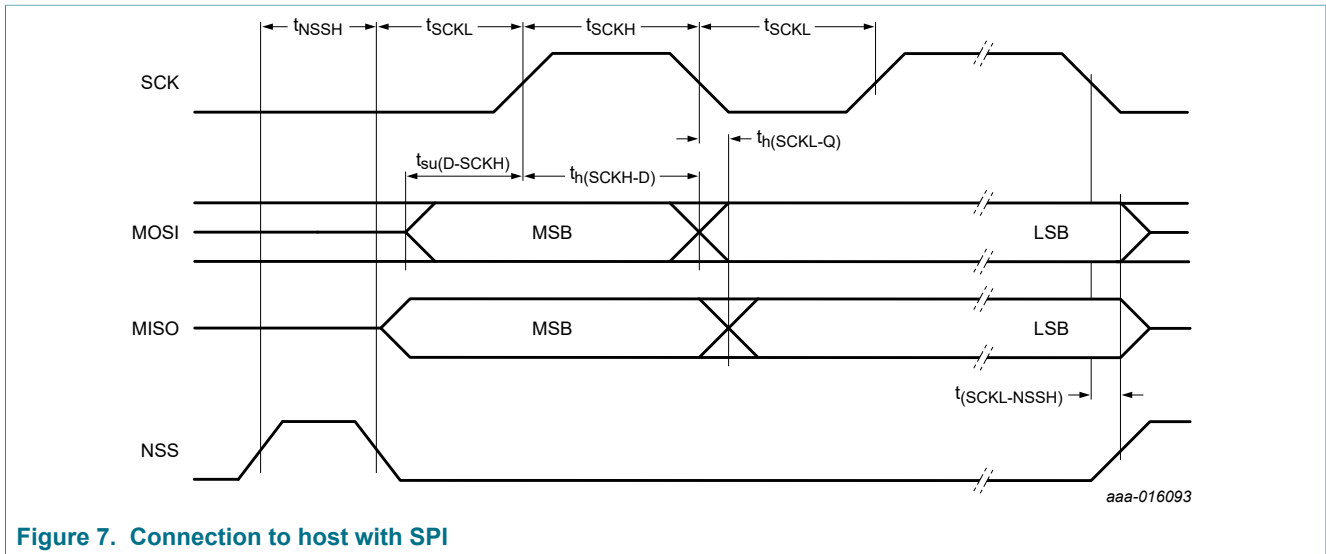 tNSSH tSCKL tSCKH tSCKL
SCK
th(SCKL-Q)
tsu(D-SCKH)
th(SCKH-D)
MOSI MSB LSB
MISO MSB LSB
t(SCKL-NSSH)
NSS
aaa-016093
Figure 7. Connection to host with SPI